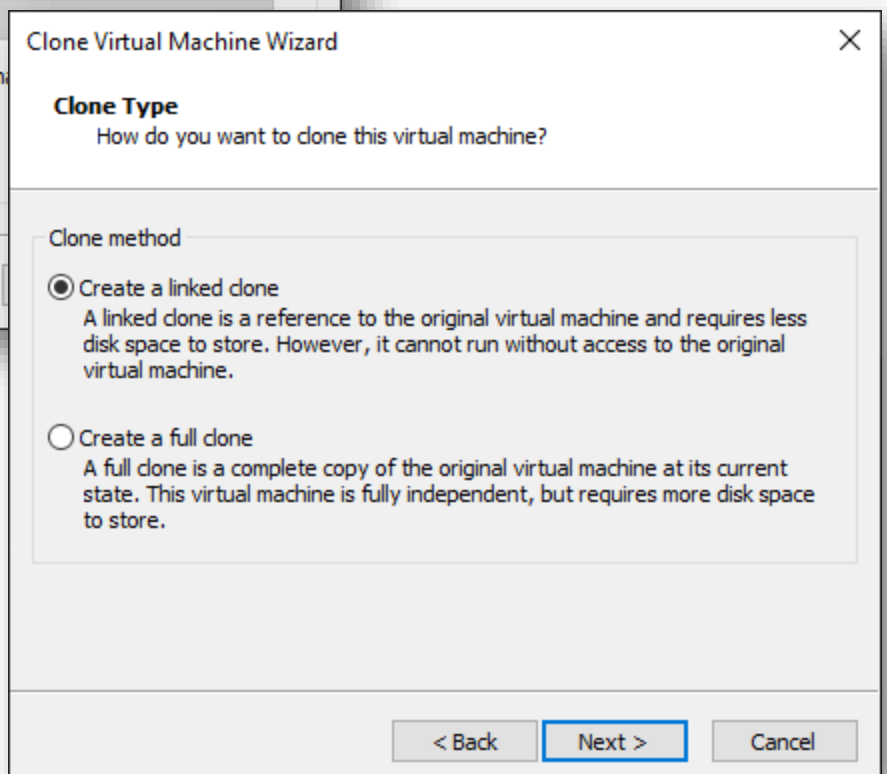 Clone Virtual Machine Wizard
Clone Type
How do you want to clone this virtual machine?
Clone method
Create a linked clone
A linked clone is a reference to the original virtual machine and requires less
disk space to store. However, it cannot run without access to the original
virtual machine.
Create a full clone
A full clone is a complete copy of the original virtual machine at its current
state. This virtual machine is fully independent, but requires more disk space
to store.
< Back
Next >
Cancel